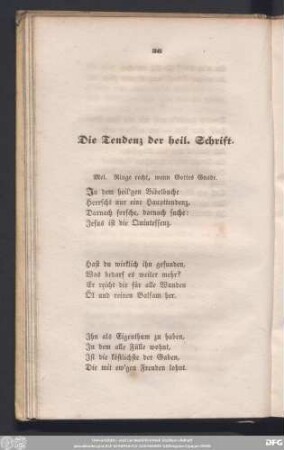 Die Tendenz der heil. Schrift.
Mel. Ringe recht, wenn Gottes Gnade.
In dem heil'gen Bibelbuche
Herrscht nur eine Haupttendenz,
Darnach forsche, darnach suche:
Jesus ist die Quintessenz.
Hast du wirklich ihn gefunden,
Was bedarf es weiter mehr?
Er reicht dir für alle Wunden
Öl und reinen Balsam her.
Ihn als Eigenthum zu haben,
In dem alle Fülle wohnt,
Ist die köstlichste der Gaben,
Die mit ew'gen Freuden lohnt.
DFG